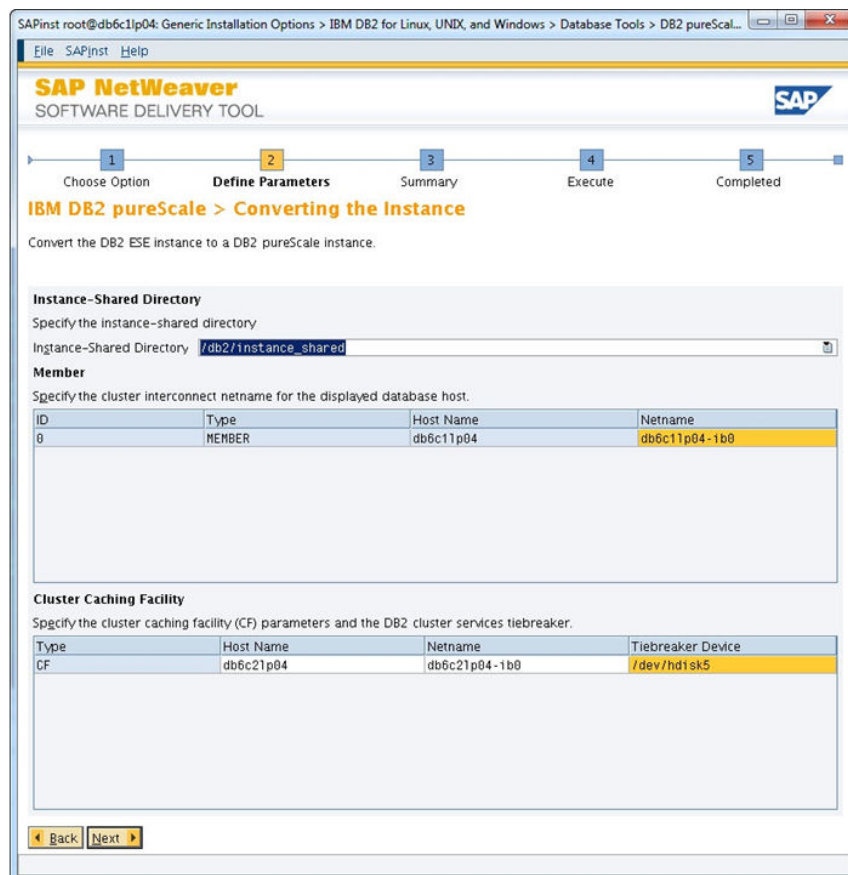 SAPinst root@db6c1lp04: Generic Installation Options > IBM DB2 for Linux, UNIX, and Windows > Database Tools > DB2 pureScal...
File SAPinst Help
SAP NetWeaver
SOFTWARE DELIVERY TOOL
SAP
1 2 3 4 5
Choose Option Define Parameters Summary Execute Completed
IBM DB2 pureScale > Converting the Instance
Convert the DB2 ESE instance to a DB2 pureScale instance.
Instance-Shared Directory
Specify the instance-shared directory
Instance-Shared Directory /db2/instance_shared
Member
Specify the cluster interconnect netname for the displayed database host.
ID Type Host Name Netname
0 MEMBER db6c1lp04 db6c1lp04-ib0
Cluster Caching Facility
Specify the cluster caching facility (CF) parameters and the DB2 cluster services tiebreaker.
Type Host Name Netname Tiebreaker Device
CF db6c2lp04 db6c2lp04-ib0 /dev/hdisk5
Back Next